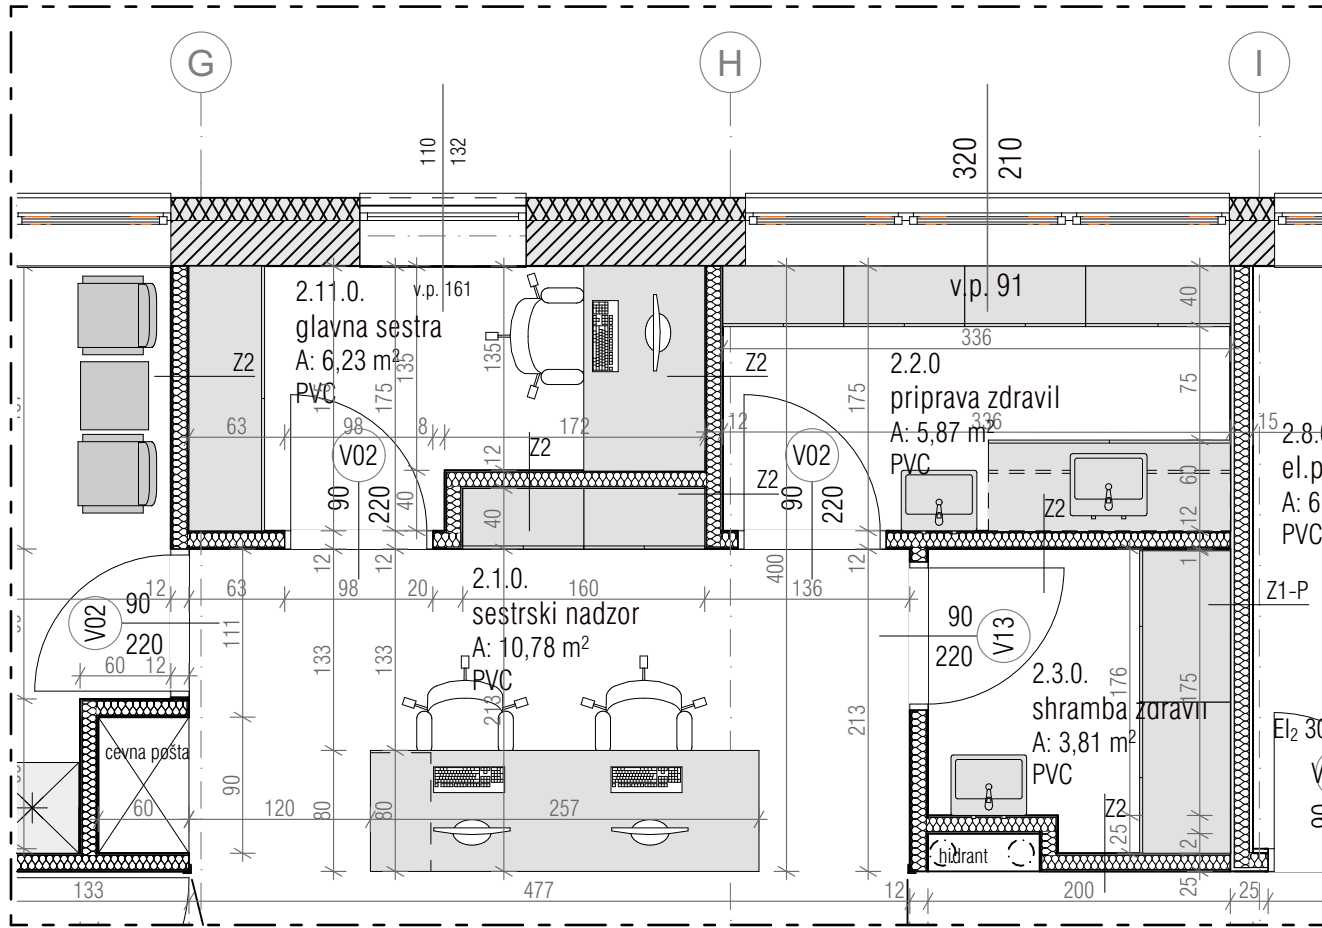 G
H
I
110
132
320
210
2.11.0.
glavna sestra
A: 6,23 m²
PVC
v.p. 161
v.p. 91
336
40
75
Z2
Z2
Z2
Z2
Z2
135
135
175
175
2.2.0
priprava zdravil
A: 5,87 m²
PVC
336
12
15
63
98
8
172
V02
90
220
12
40
40
V02
90
220
60
12
2.8.
el.p
A: 6
PVC
12
12
12
400
63
98
20
160
136
12
2.1.0.
sestrski nadzor
A: 10,78 m²
PVC
V02
90
220
12
60
12
111
133
133
213
213
90
220
V13
Z1-P
176
175
2.3.0.
shramba zdravil
A: 3,81 m²
PVC
EI₂ 30
cevna pošta
60
90
120
80
80
257
Z2
25
2
25
hidrant
133
477
12
200
25